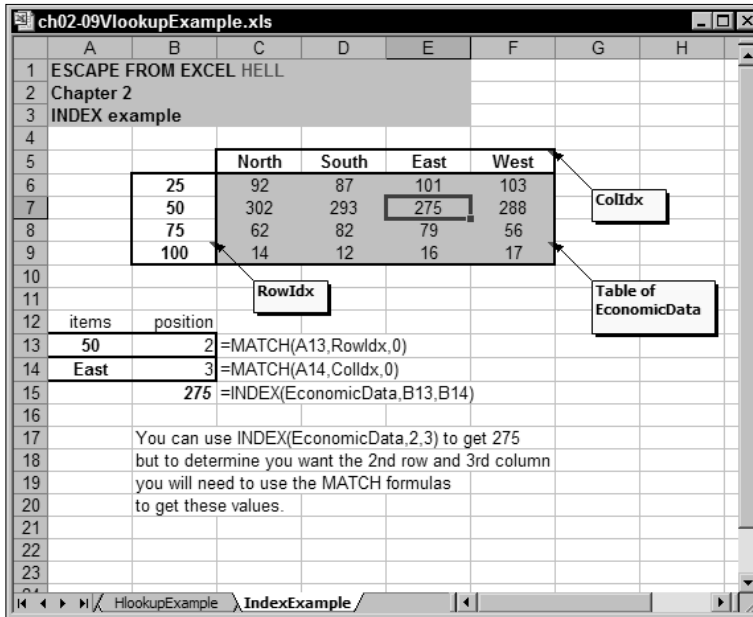 ch02-09VlookupExample.xls
A B C D E F G H
1 ESCAPE FROM EXCEL HELL
2 Chapter 2
3 INDEX example
4
5 North South East West
6 25 92 87 101 103
ColIdx
7 50 302 293 275 288
8 75 62 82 79 56
9 100 14 12 16 17
10
RowIdx
Table of
EconomicData
11
12 items position
13 50 2 =MATCH(A13,RowIdx,0)
14 East 3 =MATCH(A14,ColIdx,0)
15 275 =INDEX(EconomicData,B13,B14)
16
17 You can use INDEX(EconomicData,2,3) to get 275
18 but to determine you want the 2nd row and 3rd column
19 you will need to use the MATCH formulas
20 to get these values.
21
22
23
HlookupExample IndexExample